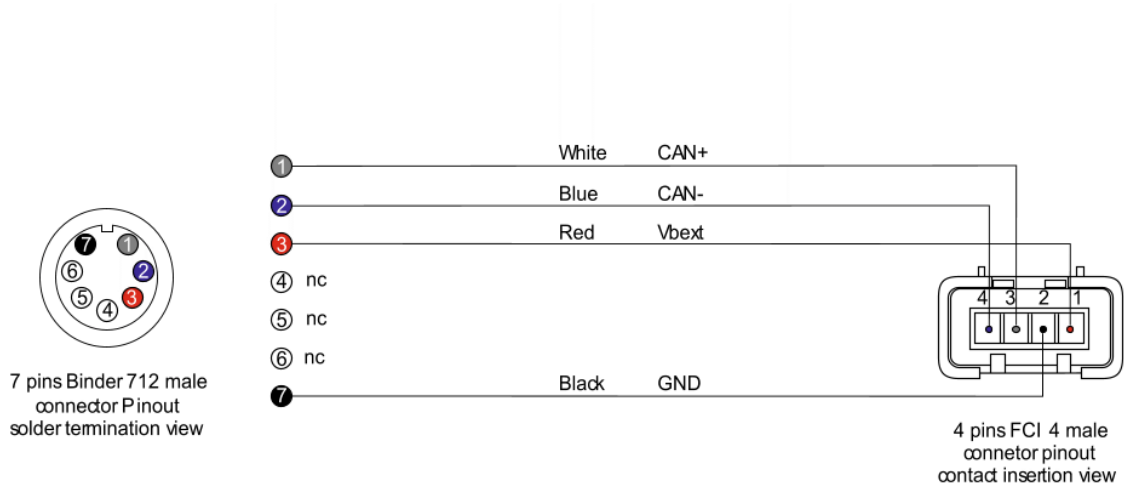 1 White CAN+
2 Blue CAN-
3 Red Vbext
4 nc
5 nc
6 nc
7 Black GND
7 1
6 2
5 3
4
7 pins Binder 712 male
connector Pinout
solder termination view
4 3 2 1
4 pins FCI 4 male
connetor pinout
contact insertion view